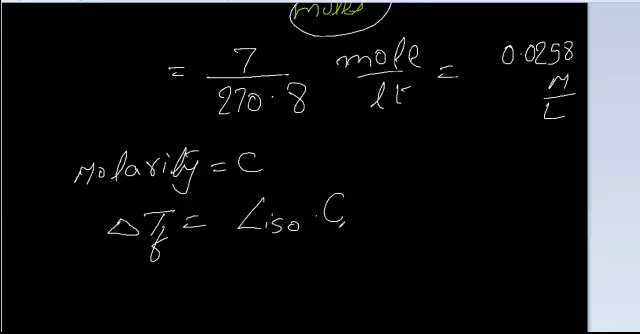 moles
= 7 / 270.8 mole / lt = 0.0258 M / L
Molarity = C
ΔTf = Liso . C,